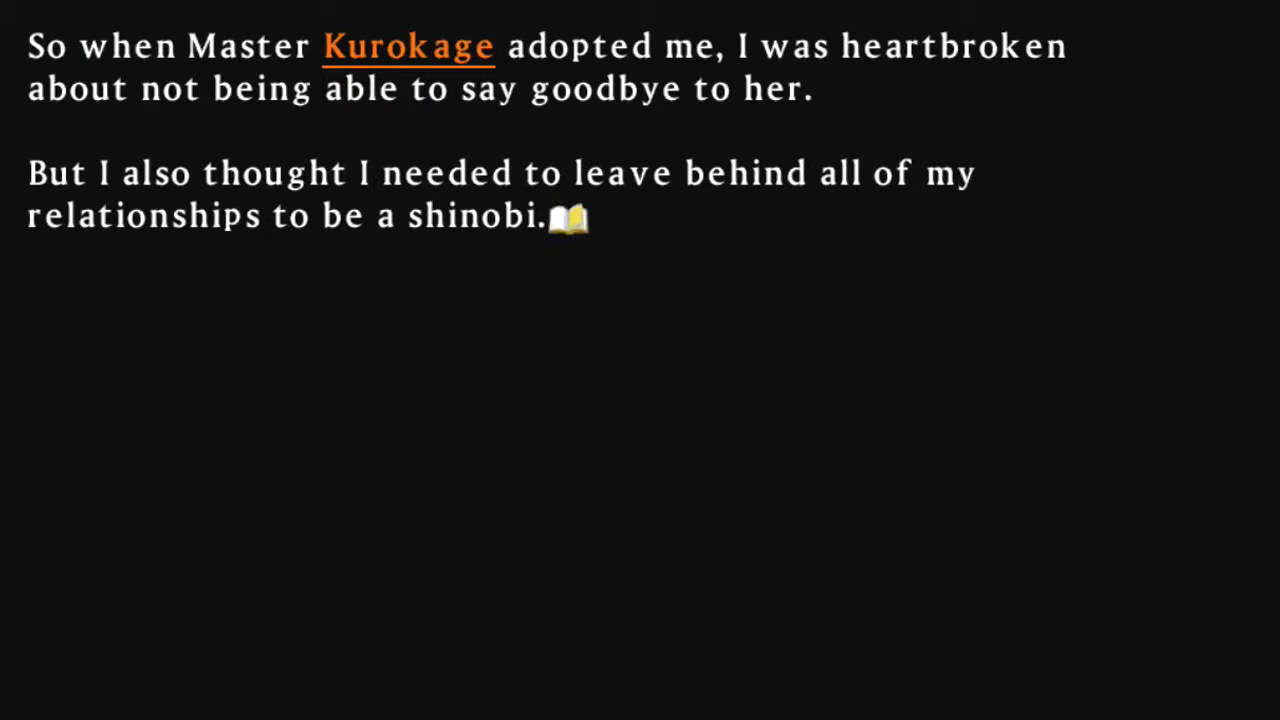 So when Master Kurokage adopted me, I was heartbroken
about not being able to say goodbye to her.
But I also thought I needed to leave behind all of my
relationships to be a shinobi.